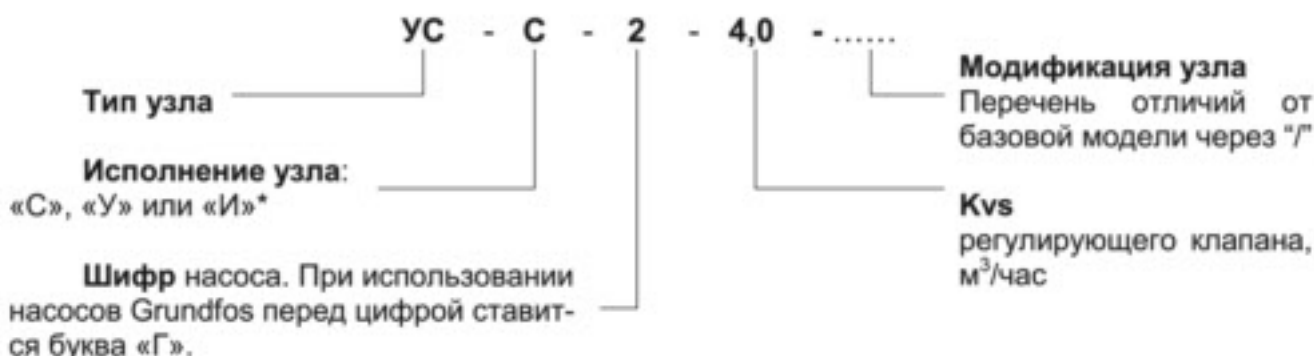 УС - С - 2 - 4,0 - ......
Тип узла
Исполнение узла:
«С», «У» или «И»*
Шифр насоса. При использовании
насосов Grundfos перед цифрой ставит-
ся буква «Г».
Модификация узла
Перечень отличий от
базовой модели через “/”
Kvs
регулирующего клапана,
м³/час